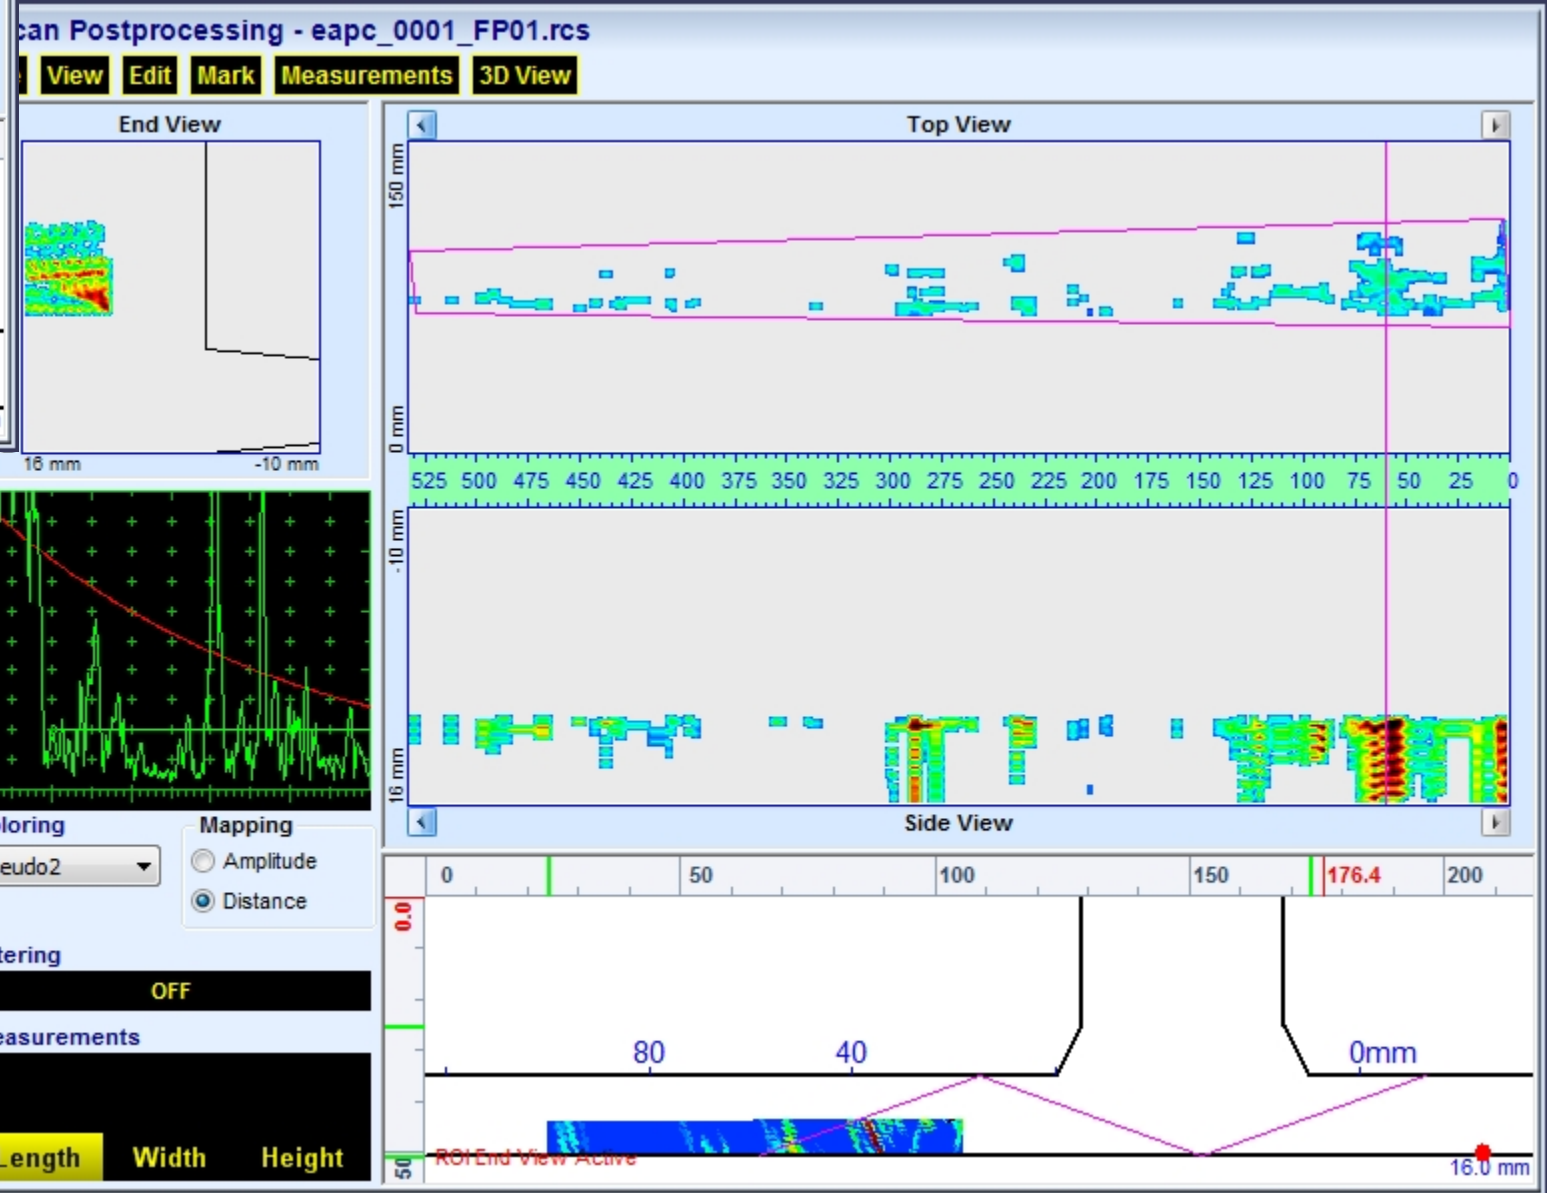 can Postprocessing - eapc_0001_FP01.rcs
View Edit Mark Measurements 3D View
End View
Top View
150 mm
0 mm
16 mm -10 mm
525 500 475 450 425 400 375 350 325 300 275 250 225 200 175 150 125 100 75 50 25 0
-10 mm
16 mm
Side View
loring
Mapping
eudo2
Amplitude
Distance
tering
OFF
easurements
Length Width Height
0 50 100 150 176.4 200
0.0
80 40 0mm
50
ROI End View Active
16.0 mm